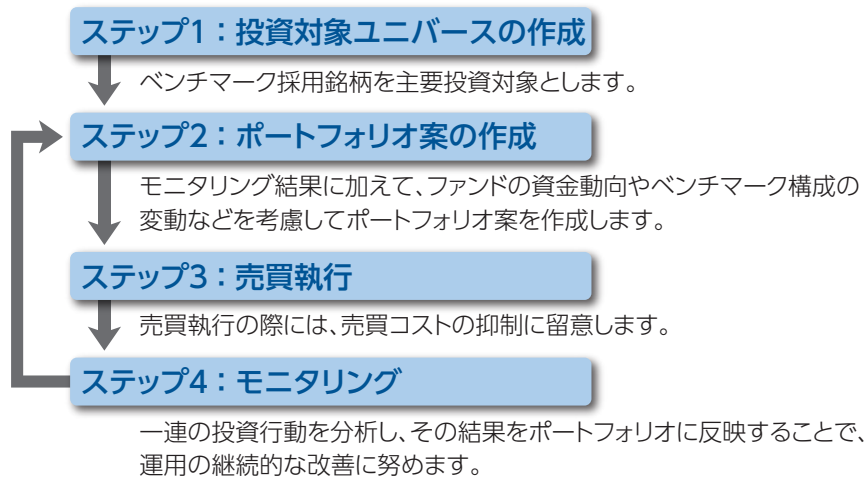 ステップ1：投資対象ユニバースの作成
ベンチマーク採用銘柄を主要投資対象とします。
ステップ2：ポートフォリオ案の作成
モニタリング結果に加えて、ファンドの資金動向やベンチマーク構成の
変動などを考慮してポートフォリオ案を作成します。
ステップ3：売買執行
売買執行の際には、売買コストの抑制に留意します。
ステップ4：モニタリング
一連の投資行動を分析し、その結果をポートフォリオに反映することで、
運用の継続的な改善に努めます。